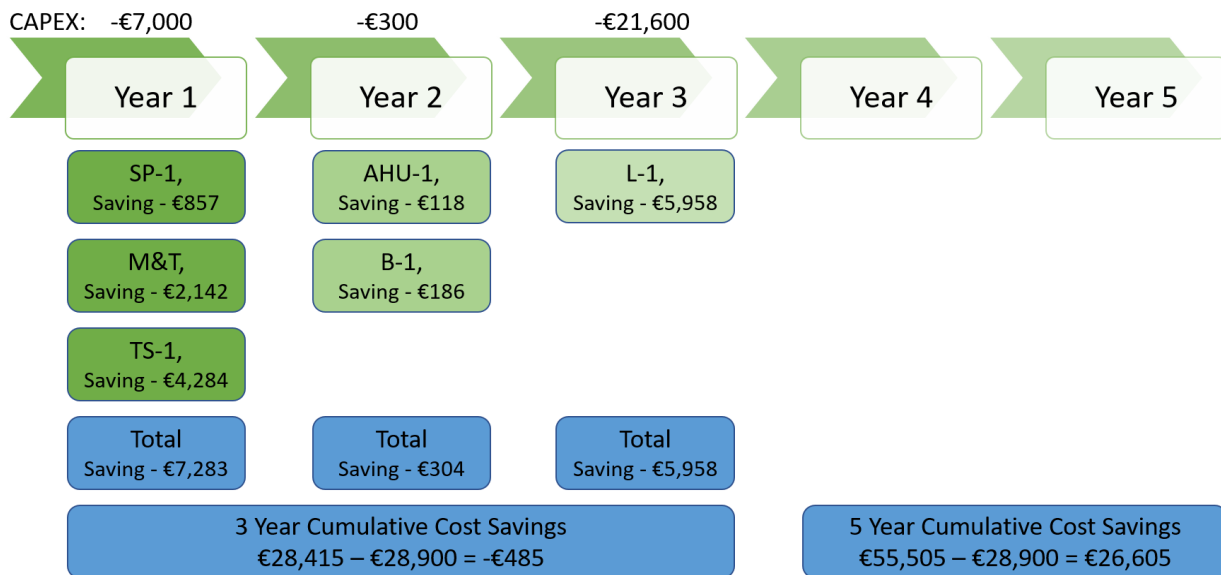 CAPEX: -€7,000 -€300 -€21,600
Year 1 Year 2 Year 3 Year 4 Year 5
SP-1,
Saving - €857
AHU-1,
Saving - €118
L-1,
Saving - €5,958
M&T,
Saving - €2,142
B-1,
Saving - €186
TS-1,
Saving - €4,284
Total
Saving - €7,283
Total
Saving - €304
Total
Saving - €5,958
3 Year Cumulative Cost Savings
€28,415 – €28,900 = -€485
5 Year Cumulative Cost Savings
€55,505 – €28,900 = €26,605